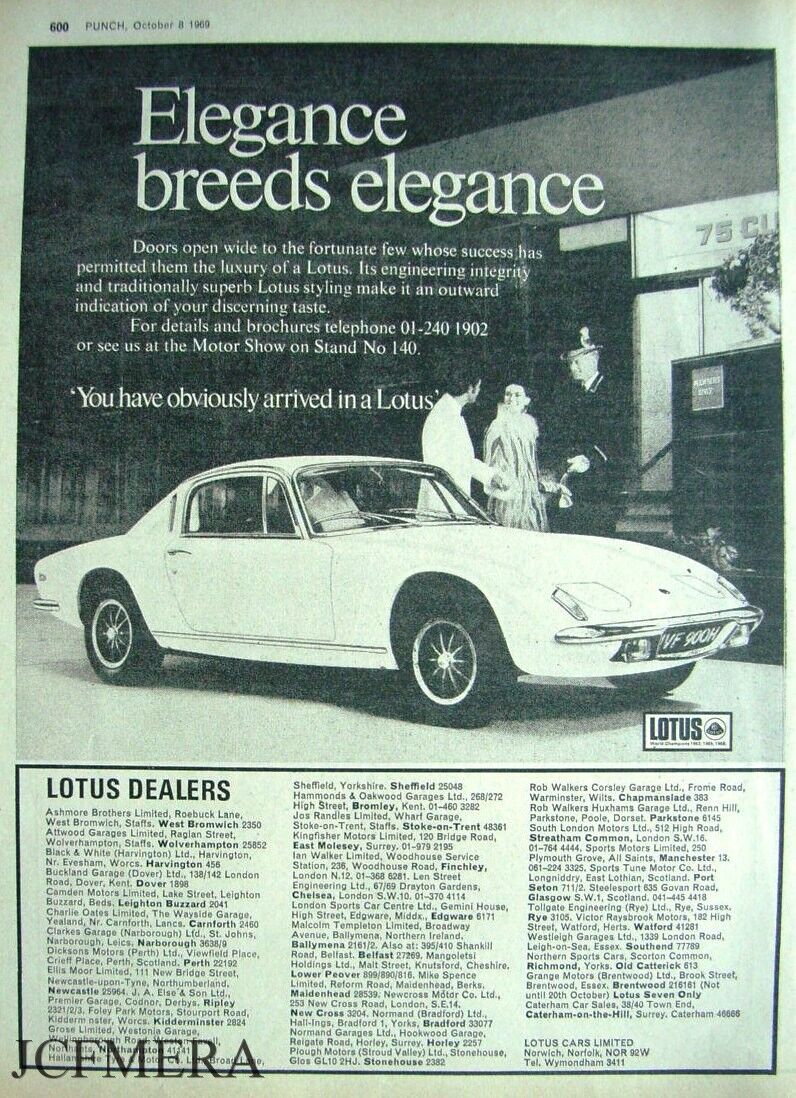 600 PUNCH, October 8 1969
Elegance
breeds elegance
Doors open wide to the fortunate few whose success has
permitted them the luxury of a Lotus. Its engineering integrity
and traditionally superb Lotus styling make it an outward
indication of your discerning taste.
For details and brochures telephone 01-240 1902
or see us at the Motor Show on Stand No 140.
'You have obviously arrived in a Lotus'
75 CU
VF 900H
LOTUS
World Champions 1963, 1965, 1968.
LOTUS DEALERS
Ashmore Brothers Limited, Roebuck Lane,
West Bromwich, Staffs. West Bromwich 2350
Attwood Garages Limited, Raglan Street,
Wolverhampton, Staffs. Wolverhampton 25852
Black & White (Harvington) Ltd., Harvington,
Nr. Evesham, Worcs. Harvington 456
Buckland Garage (Dover) Ltd., 138/142 London
Road, Dover, Kent. Dover 1898
Camden Motors Limited, Lake Street, Leighton
Buzzard, Beds. Leighton Buzzard 2041
Charlie Oates Limited, The Wayside Garage,
Yealand, Nr. Carnforth, Lancs. Carnforth 2460
Clarkes Garage (Narborough) Ltd., St. Johns,
Narborough, Leics. Narborough 3638/9
Dicksons Motors (Perth) Ltd., Viewfield Place,
Crieff Place, Perth, Scotland. Perth 22192
Ellis Moor Limited, 111 New Bridge Street,
Newcastle-upon-Tyne, Northumberland,
Newcastle 25964. J. A. Else & Son Ltd.,
Premier Garage, Codnor, Derbys. Ripley
2321/2/3. Foley Park Motors, Stourport Road,
Kidderminster, Worcs. Kidderminster 2824
Grose Limited, Westonia Garage,
Northants. Northampton 41341
Sheffield, Yorkshire. Sheffield 25048
Hammonds & Oakwood Garages Ltd., 268/272
High Street, Bromley, Kent. 01-460 3282
Jos Randles Limited, Wharf Garage,
Stoke-on-Trent, Staffs. Stoke-on-Trent 48361
Kingfisher Motors Limited, 120 Bridge Road,
East Molesey, Surrey. 01-979 2195
Ian Walker Limited, Woodhouse Service
Station, 236, Woodhouse Road, Finchley,
London N.12. 01-368 6281. Len Street
Engineering Ltd., 67/69 Drayton Gardens,
Chelsea, London S.W.10. 01-370 4114
London Sports Car Centre Ltd., Gemini House,
High Street, Edgware, Middx., Edgware 6171
Malcolm Templeton Limited, Broadway
Avenue, Ballymena, Northern Ireland.
Ballymena 2161/2. Also at: 395/410 Shankill
Road, Belfast. Belfast 27269. Mangoletsi
Holdings Ltd., Malt Street, Knutsford, Cheshire.
Lower Peover 899/890/816. Mike Spence
Limited, Reform Road, Maidenhead, Berks.
Maidenhead 28539. Newcross Motor Co Ltd.,
253 New Cross Road, London, S.E.14.
New Cross 3204. Normand (Bradford) Ltd.,
Hall-Ings, Bradford 1, Yorks, Bradford 33077
Normand Garages Ltd., Hookwood Garage,
Reigate Road, Horley, Surrey. Horley 2257
Plough Motors (Stroud Valley) Ltd., Stonehouse,
Glos GL10 2HJ. Stonehouse 2382
Rob Walkers Corsley Garage Ltd., Frome Road,
Warminster, Wilts. Chapmanslade 383
Rob Walkers Huxhams Garage Ltd., Renn Hill,
Parkstone, Poole, Dorset. Parkstone 6145
South London Motors Ltd., 512 High Road,
Streatham Common, London S.W.16.
01-764 4444, Sports Motors Limited, 250
Plymouth Grove, All Saints, Manchester 13.
061-224 3325. Sports Tune Motor Co Ltd.,
Longniddry, East Lothian, Scotland. Port
Seton 711/2. Steelesport 635 Govan Road,
Glasgow S.W.1, Scotland. 041-445 4418
Tollgate Engineering (Rye) Ltd., Rye, Sussex.
Rye 3105. Victor Raysbrook Motors, 182 High
Street, Watford, Herts. Watford 41281
Westleigh Garages Ltd., 1339 London Road,
Leigh-on-Sea, Essex. Southend 77789
Northern Sports Cars, Scorton Common,
Richmond, Yorks. Old Catterick 613
Grange Motors (Brentwood) Ltd., Brook Street,
Brentwood, Essex. Brentwood 216161 (Not
until 20th October) Lotus Seven Only
Caterham Car Sales, 38/40 Town End,
Caterham-on-the-Hill, Surrey. Caterham 46666
LOTUS CARS LIMITED
Norwich, Norfolk, NOR 92W
Tel. Wymondham 3411
JCFMERA